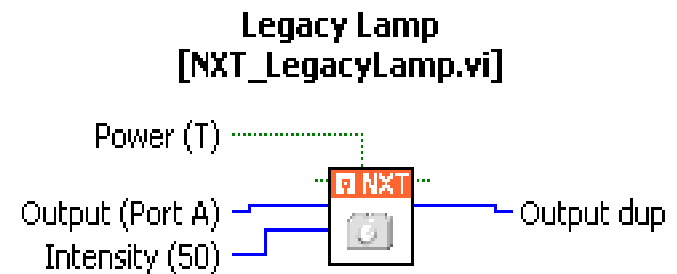 Legacy Lamp
[NXT_LegacyLamp.vi]
Power (T)
NXT
Output (Port A)
Output dup
Intensity (50)